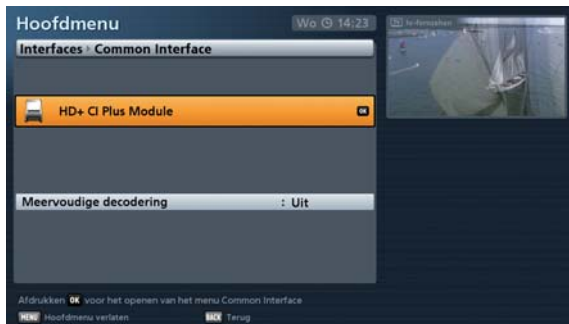 Hoofdmenu
Wo 14:23
Interfaces › Common Interface
HD+ CI Plus Module OK
Meervoudige decodering : Uit
Afdrukken OK voor het openen van het menu Common Interface
MENU Hoofdmenu verlaten BACK Terug